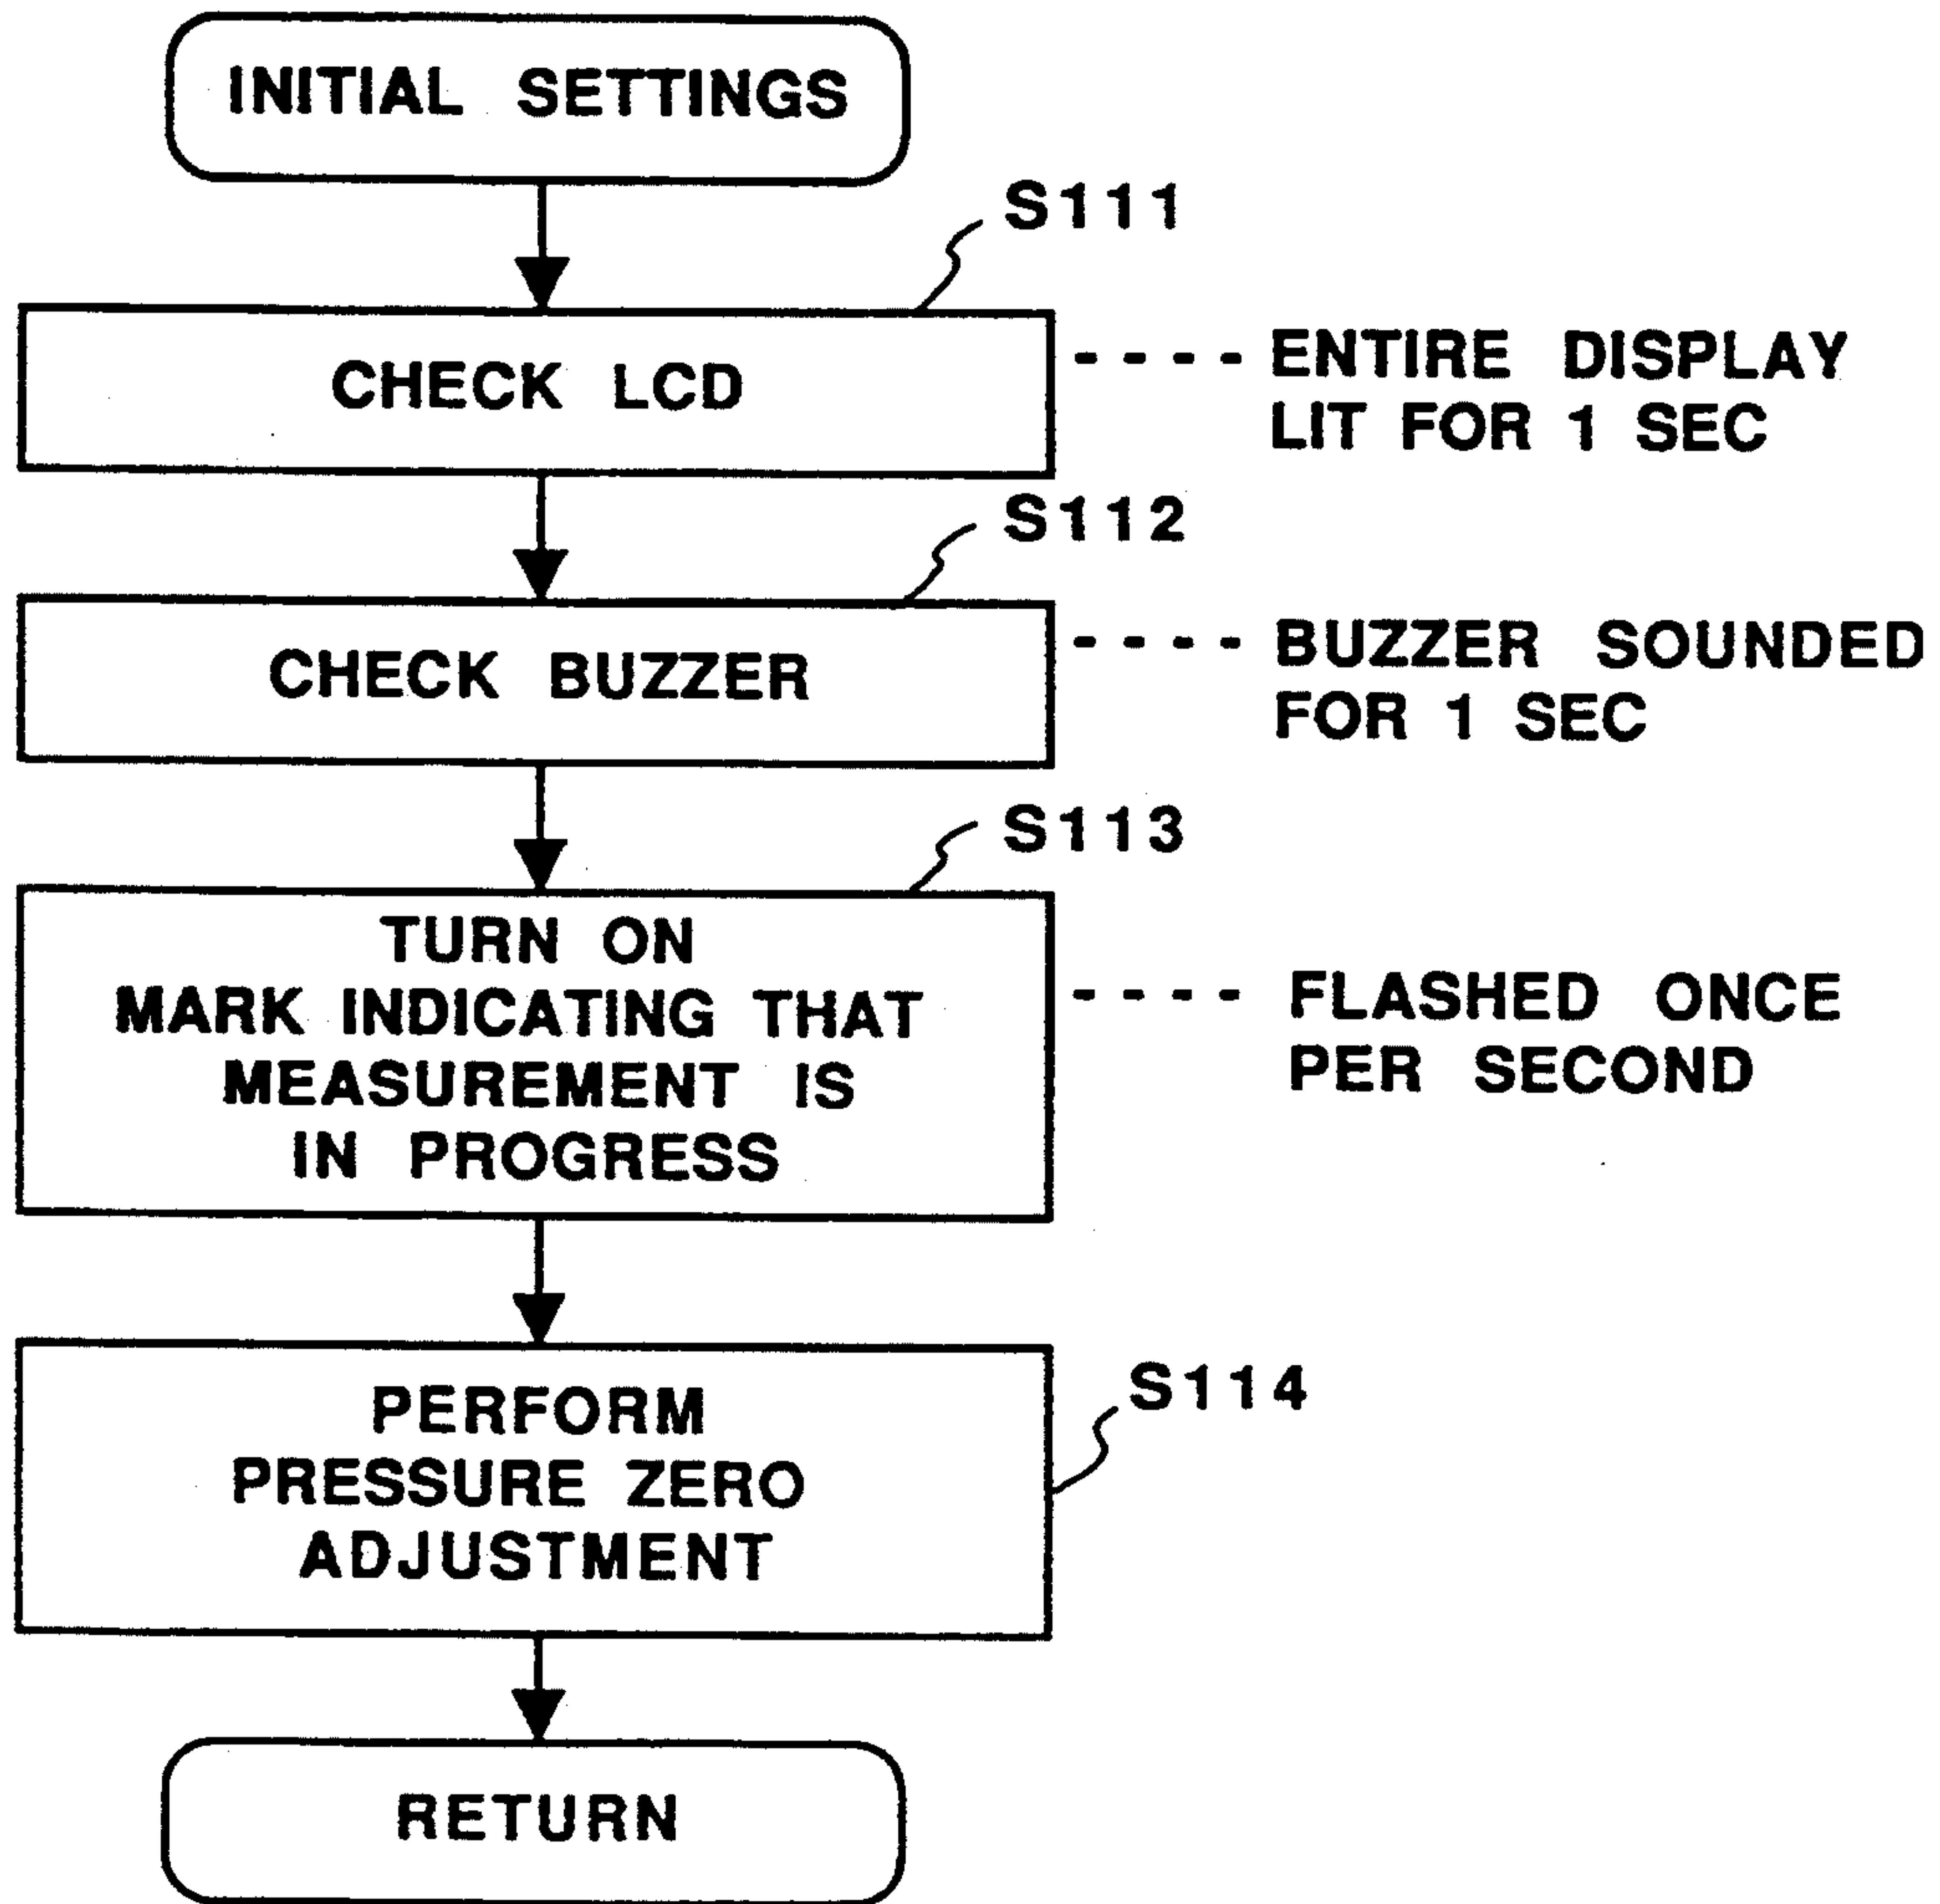 INITIAL SETTINGS
S111
CHECK LCD
---- ENTIRE DISPLAY
LIT FOR 1 SEC
S112
CHECK BUZZER
---- BUZZER SOUNDED
FOR 1 SEC
S113
TURN ON
MARK INDICATING THAT
MEASUREMENT IS
IN PROGRESS
---- FLASHED ONCE
PER SECOND
S114
PERFORM
PRESSURE ZERO
ADJUSTMENT
RETURN